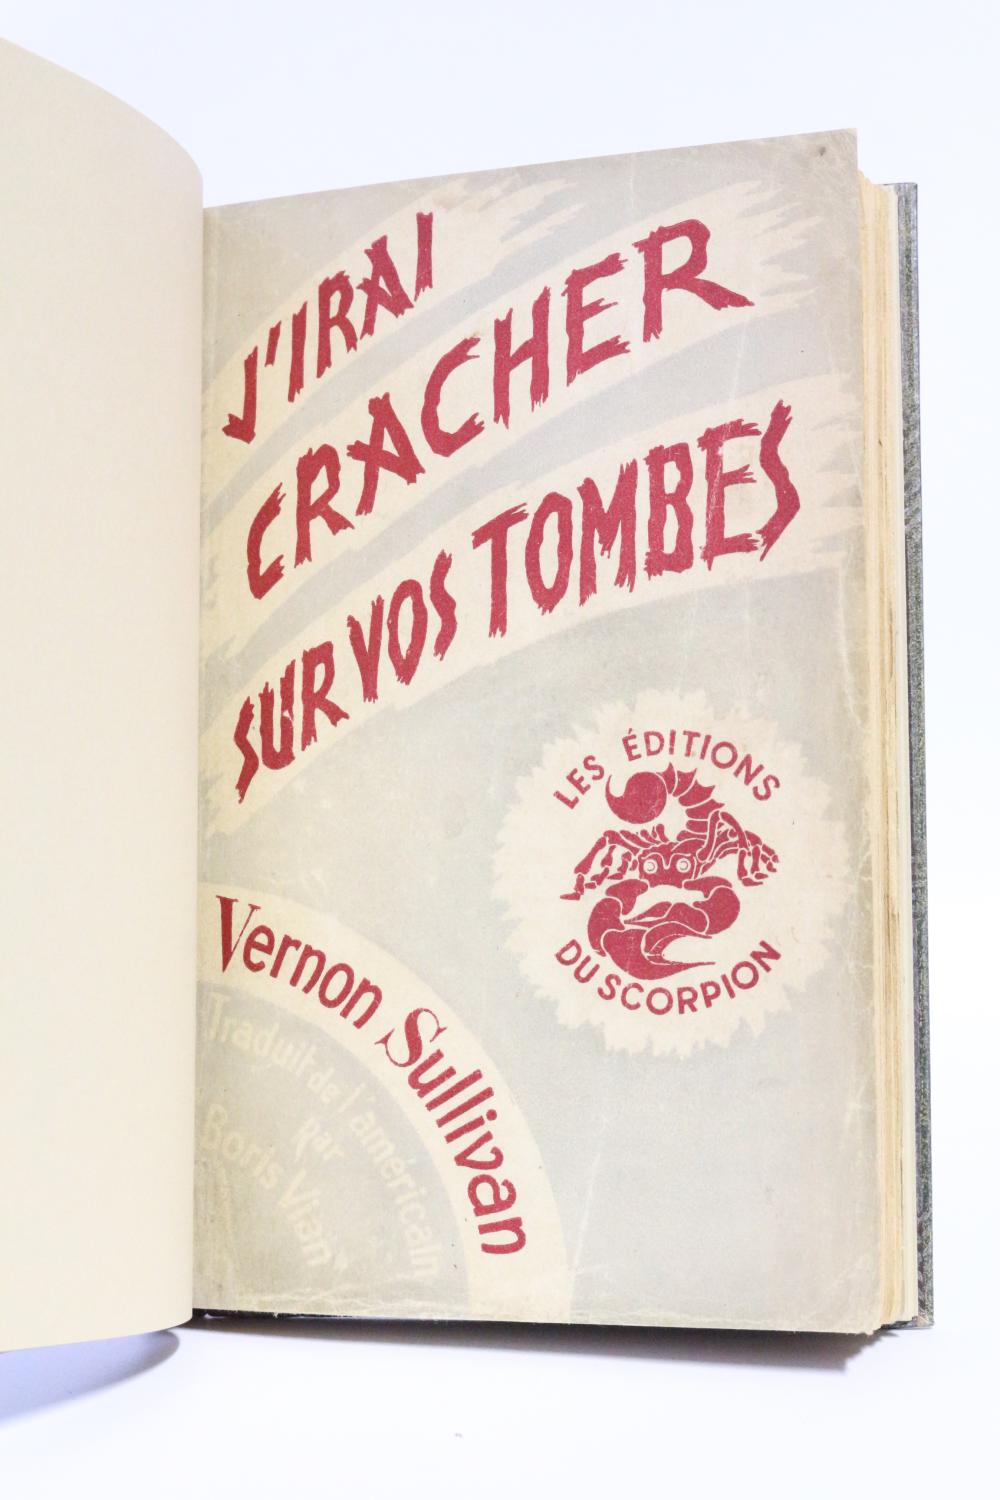 J'IRAI
CRACHER
SUR VOS TOMBES
LES ÉDITIONS
DU SCORPION
Vernon Sullivan
Traduit de l'américain
par
Boris Vian